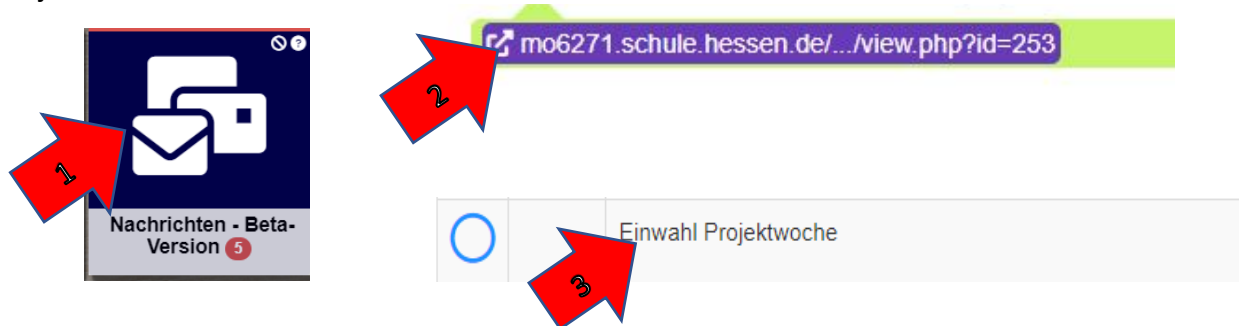 mo6271.schule.hessen.de/.../view.php?id=253
2
1
Nachrichten - Beta-
Version 5
Einwahl Projektwoche
3